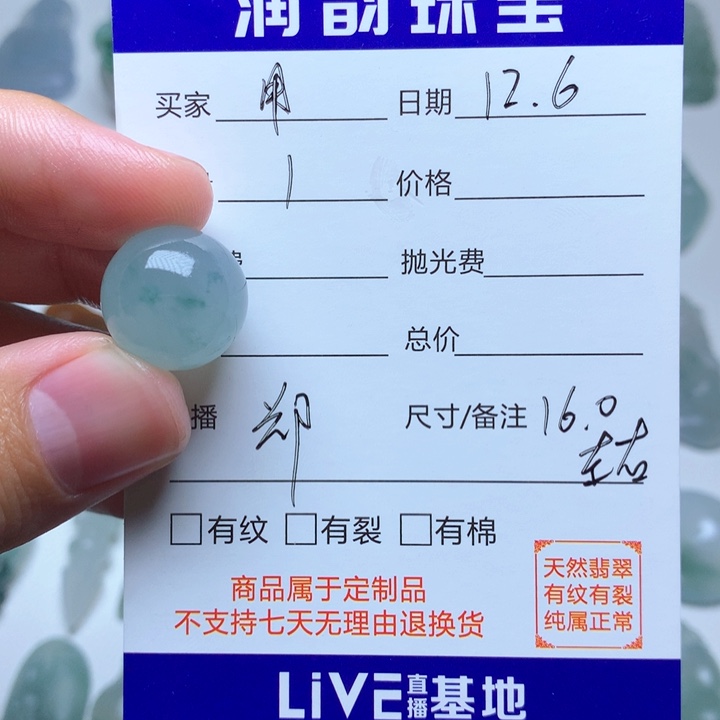 润韵珠宝
买家 用 日期 12.6
1 价格
抛光费
总价
播 郑 尺寸/备注 16.0
左右
□有纹 □有裂 □有棉
商品属于定制品
不支持七天无理由退换货
天然翡翠
有纹有裂
纯属正常
LiVE直播基地